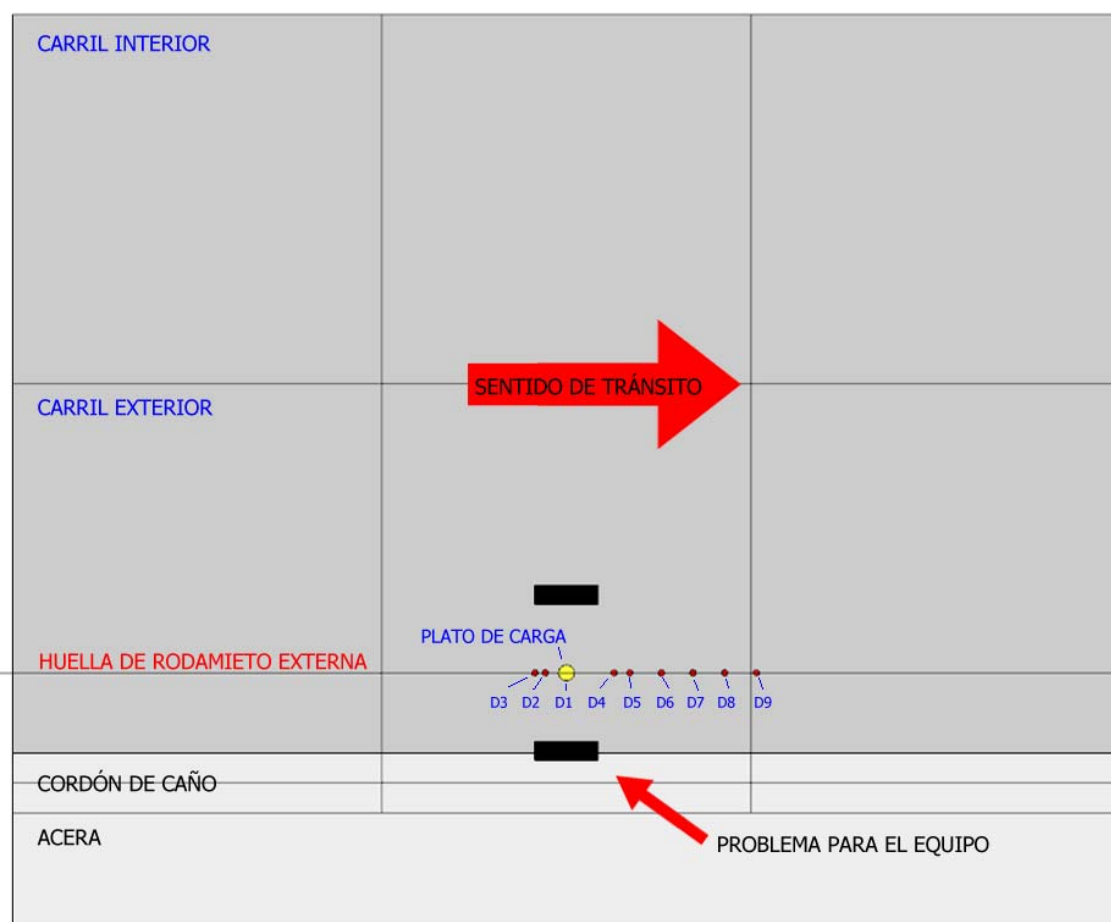 CARRIL INTERIOR
SENTIDO DE TRÁNSITO
CARRIL EXTERIOR
PLATO DE CARGA
HUELLA DE RODAMIETO EXTERNA
D3 D2 D1 D4 D5 D6 D7 D8 D9
CORDÓN DE CAÑO
ACERA
PROBLEMA PARA EL EQUIPO